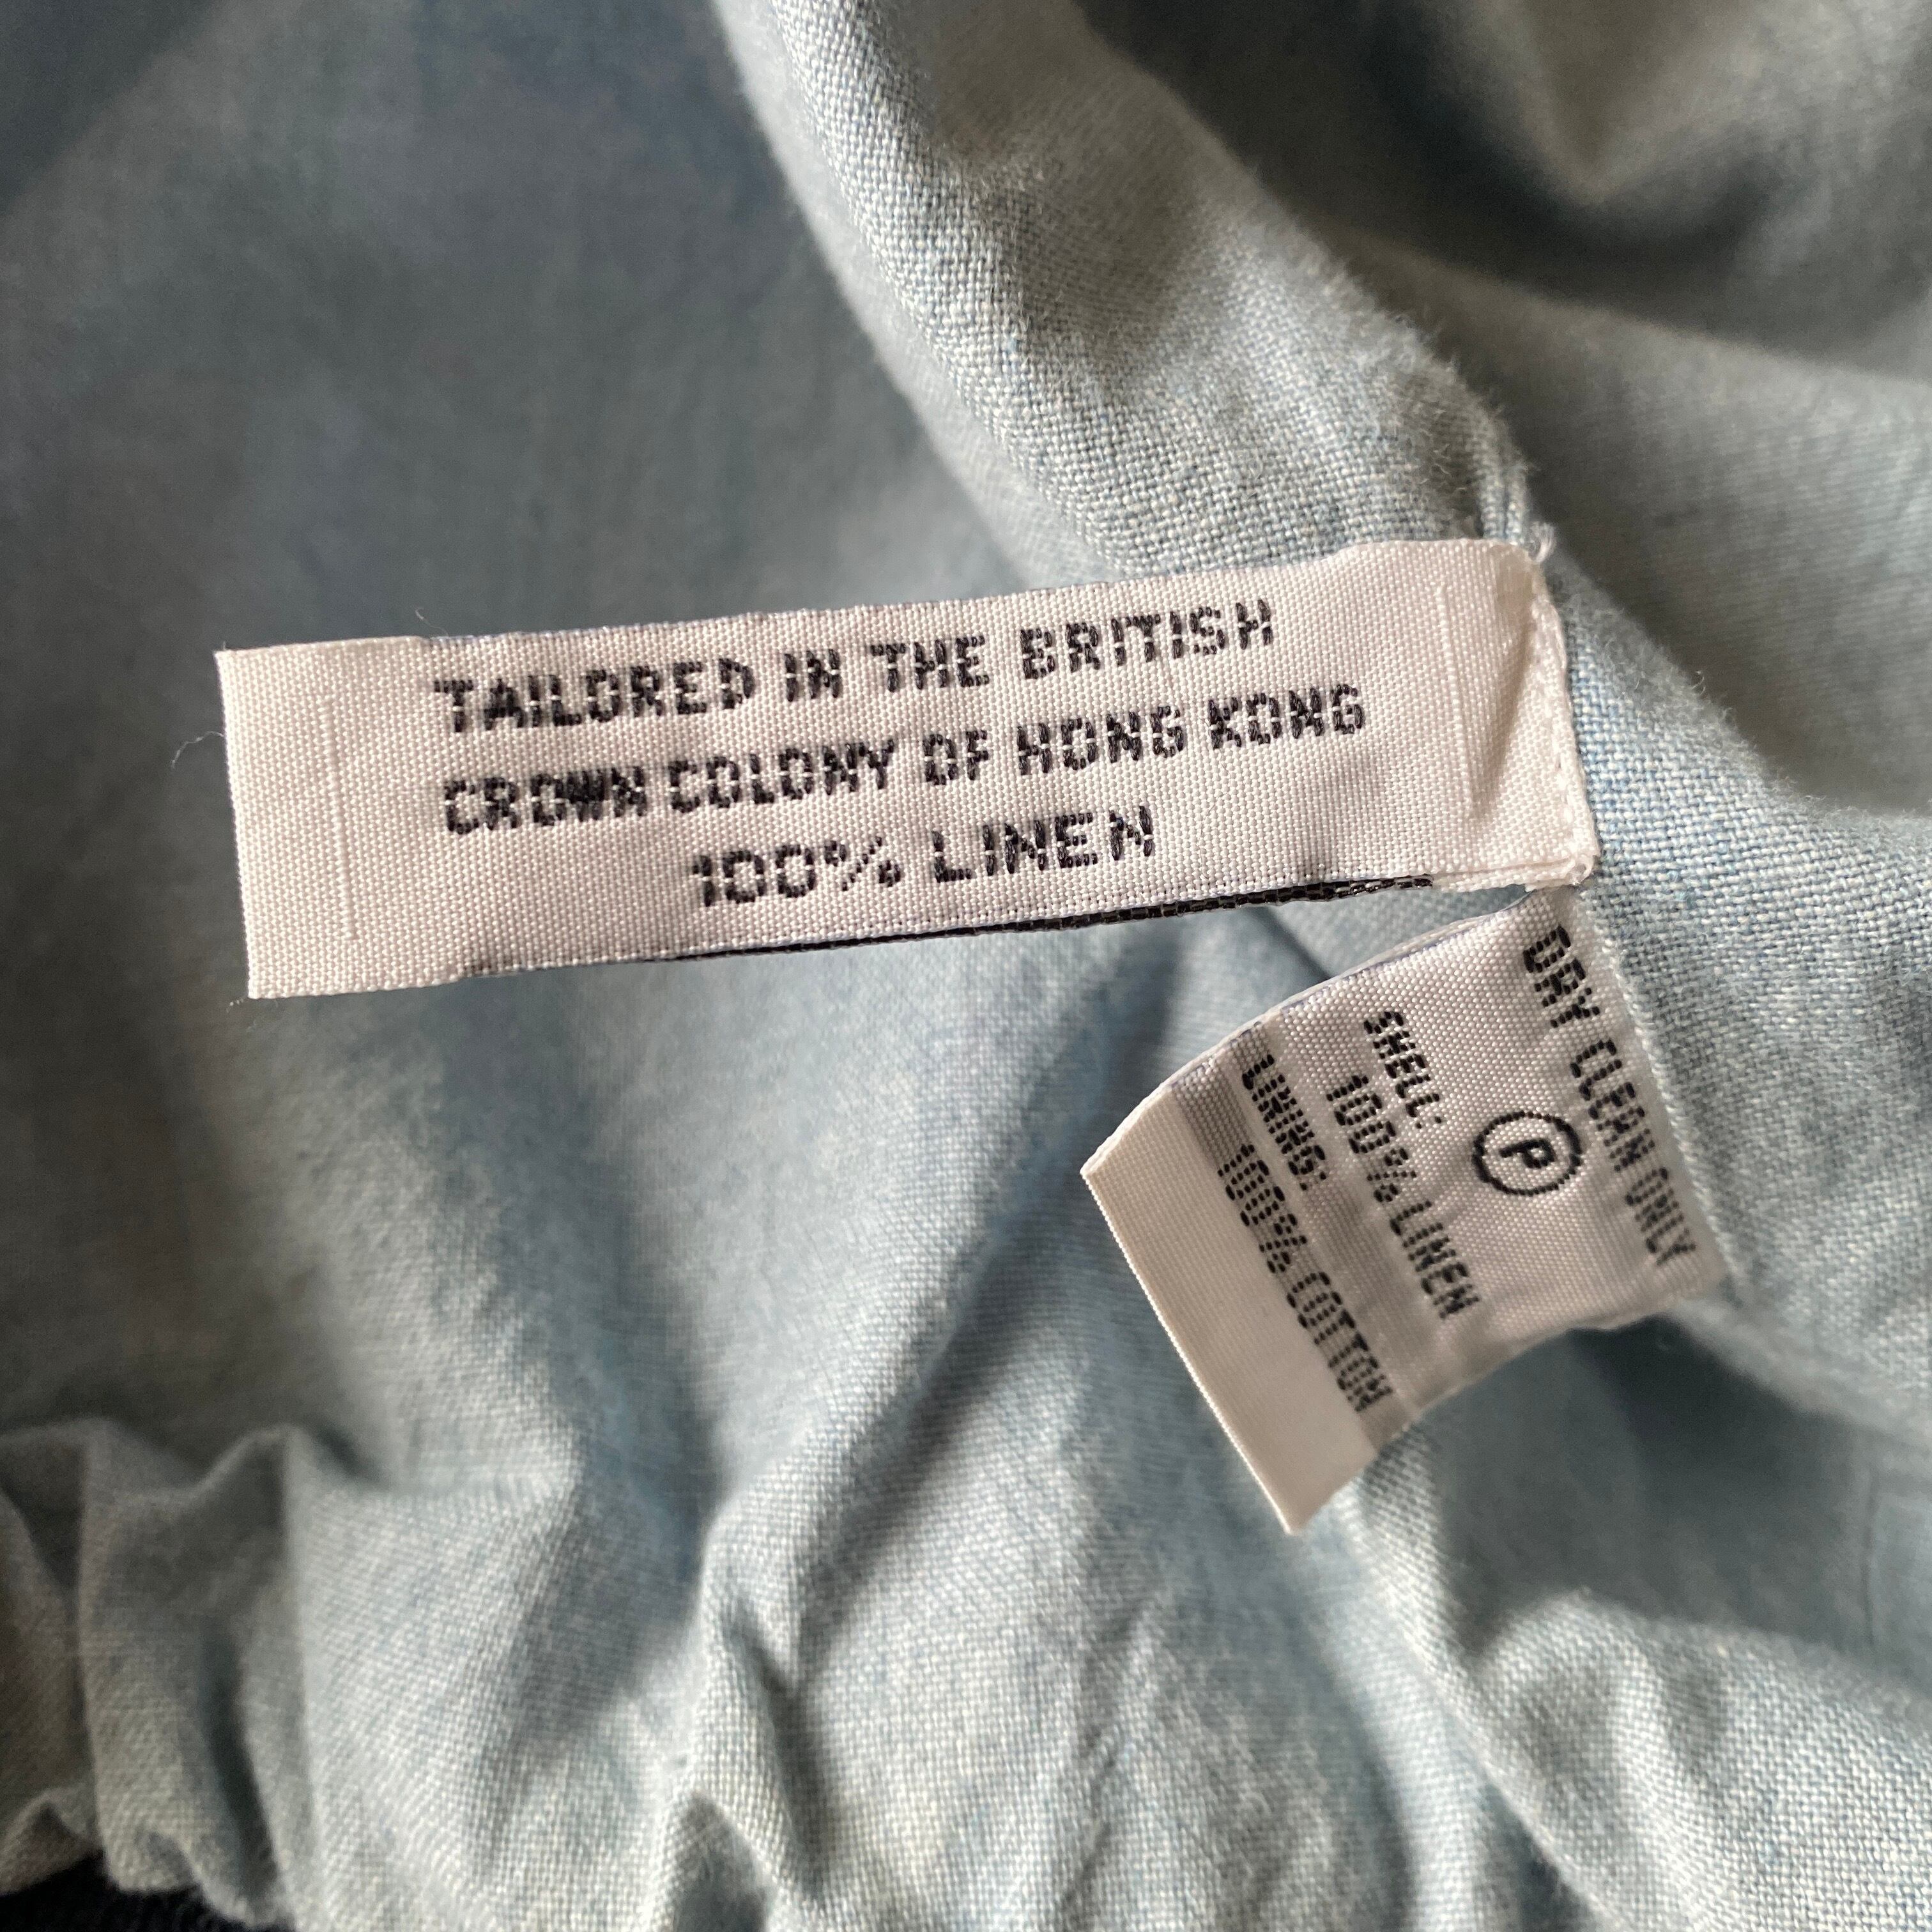 TAILORED IN THE BRITISH
CROWN COLONY OF HONG KONG
100% LINEN
DRY CLEAN ONLY
P
SHELL:
100% LINEN
LINING:
100% COTTON